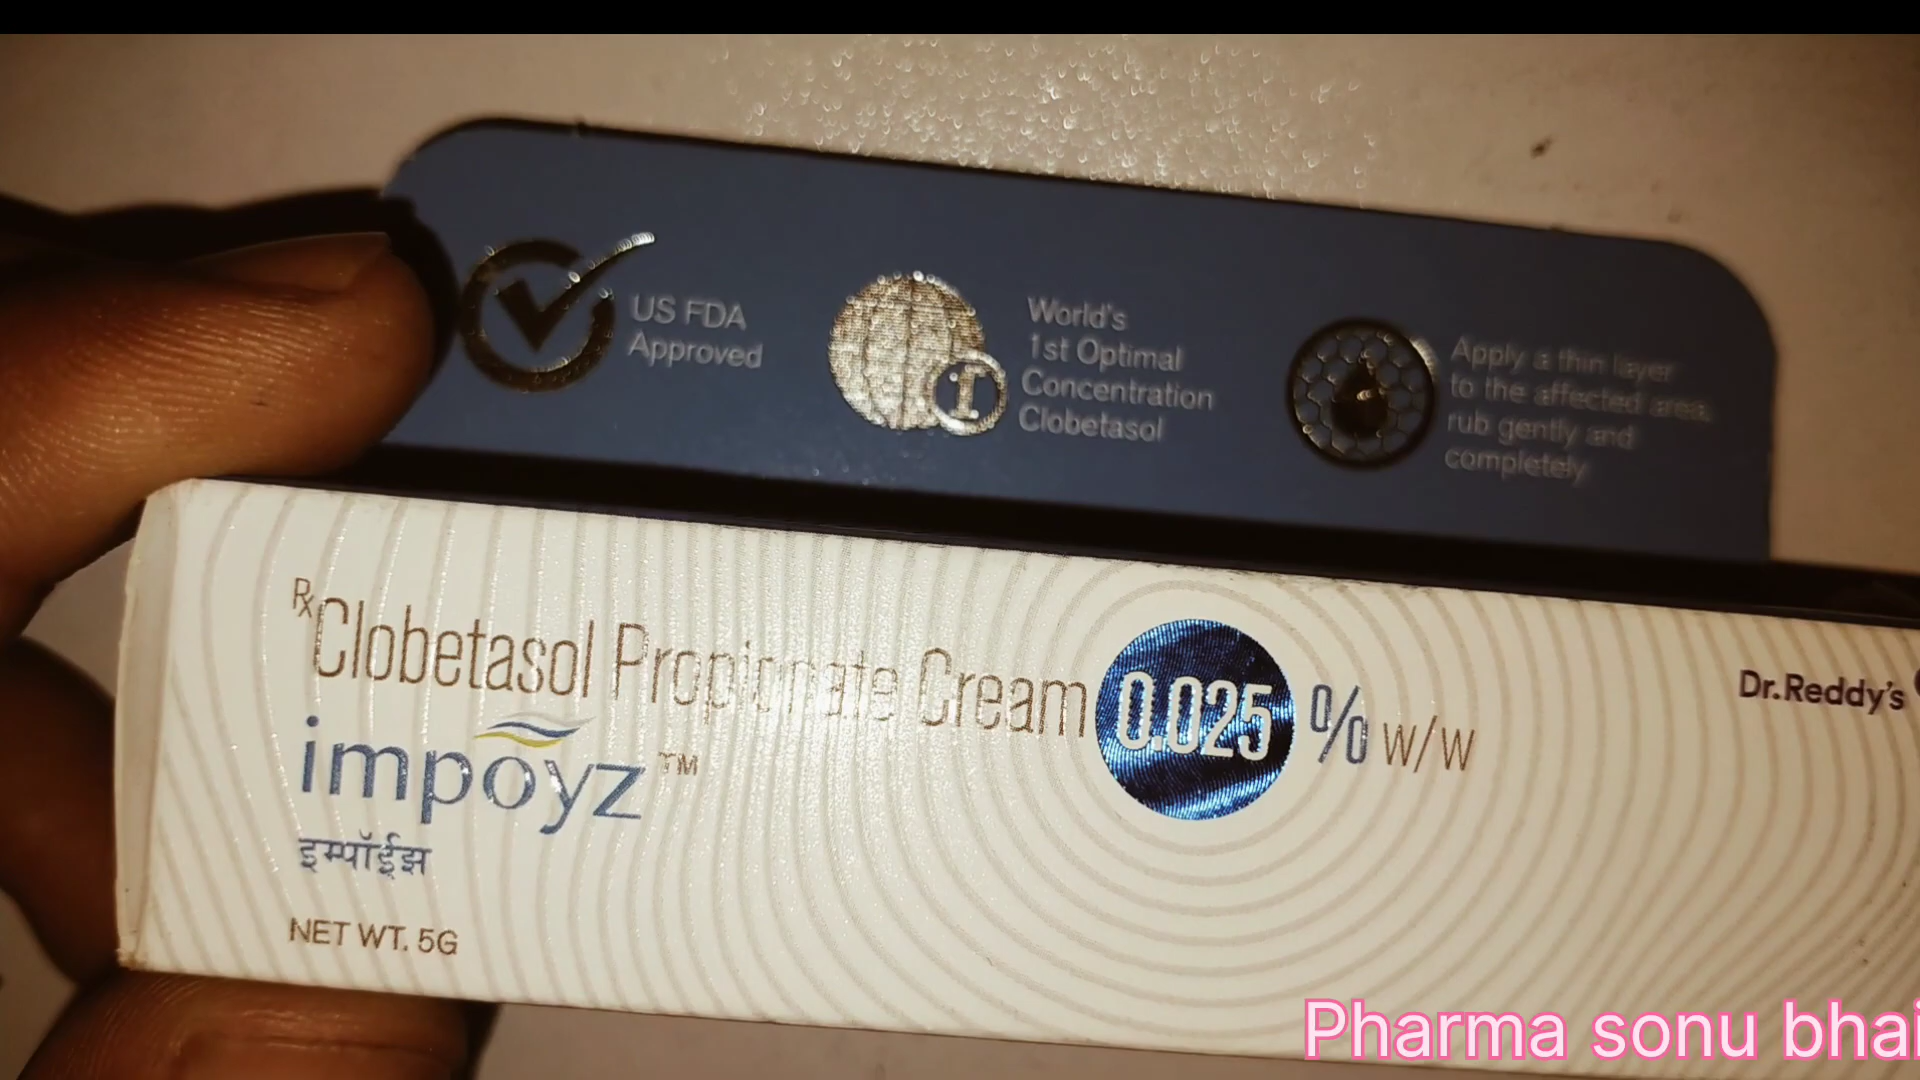 US FDA
Approved
World's
1st Optimal
Concentration
Clobetasol
Apply a thin layer
to the affected area,
rub gently and
completely
Rx Clobetasol Propionate Cream 0.025 % w/w
Dr.Reddy's
impoyz™
इम्पॉईझ
NET WT. 5G
Pharma sonu bhai